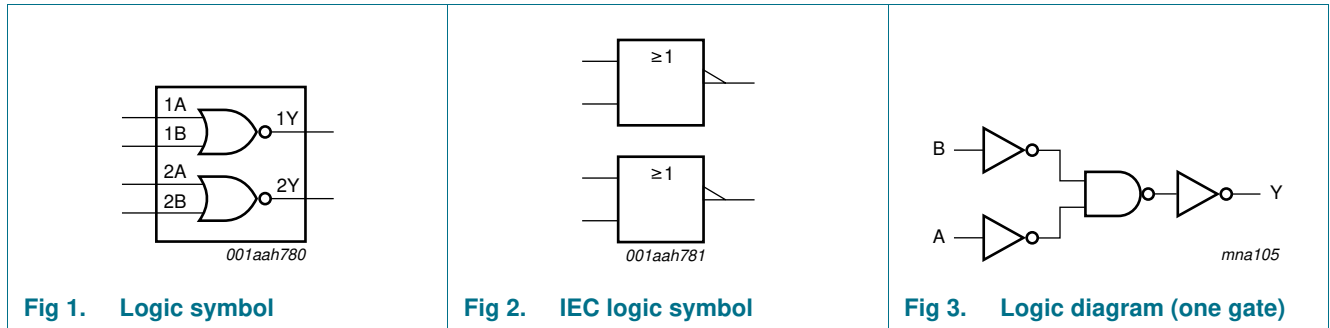 1A
1B
1Y
2A
2B
2Y
001aah780
Fig 1. Logic symbol
≥1
≥1
001aah781
Fig 2. IEC logic symbol
B
A
Y
mna105
Fig 3. Logic diagram (one gate)